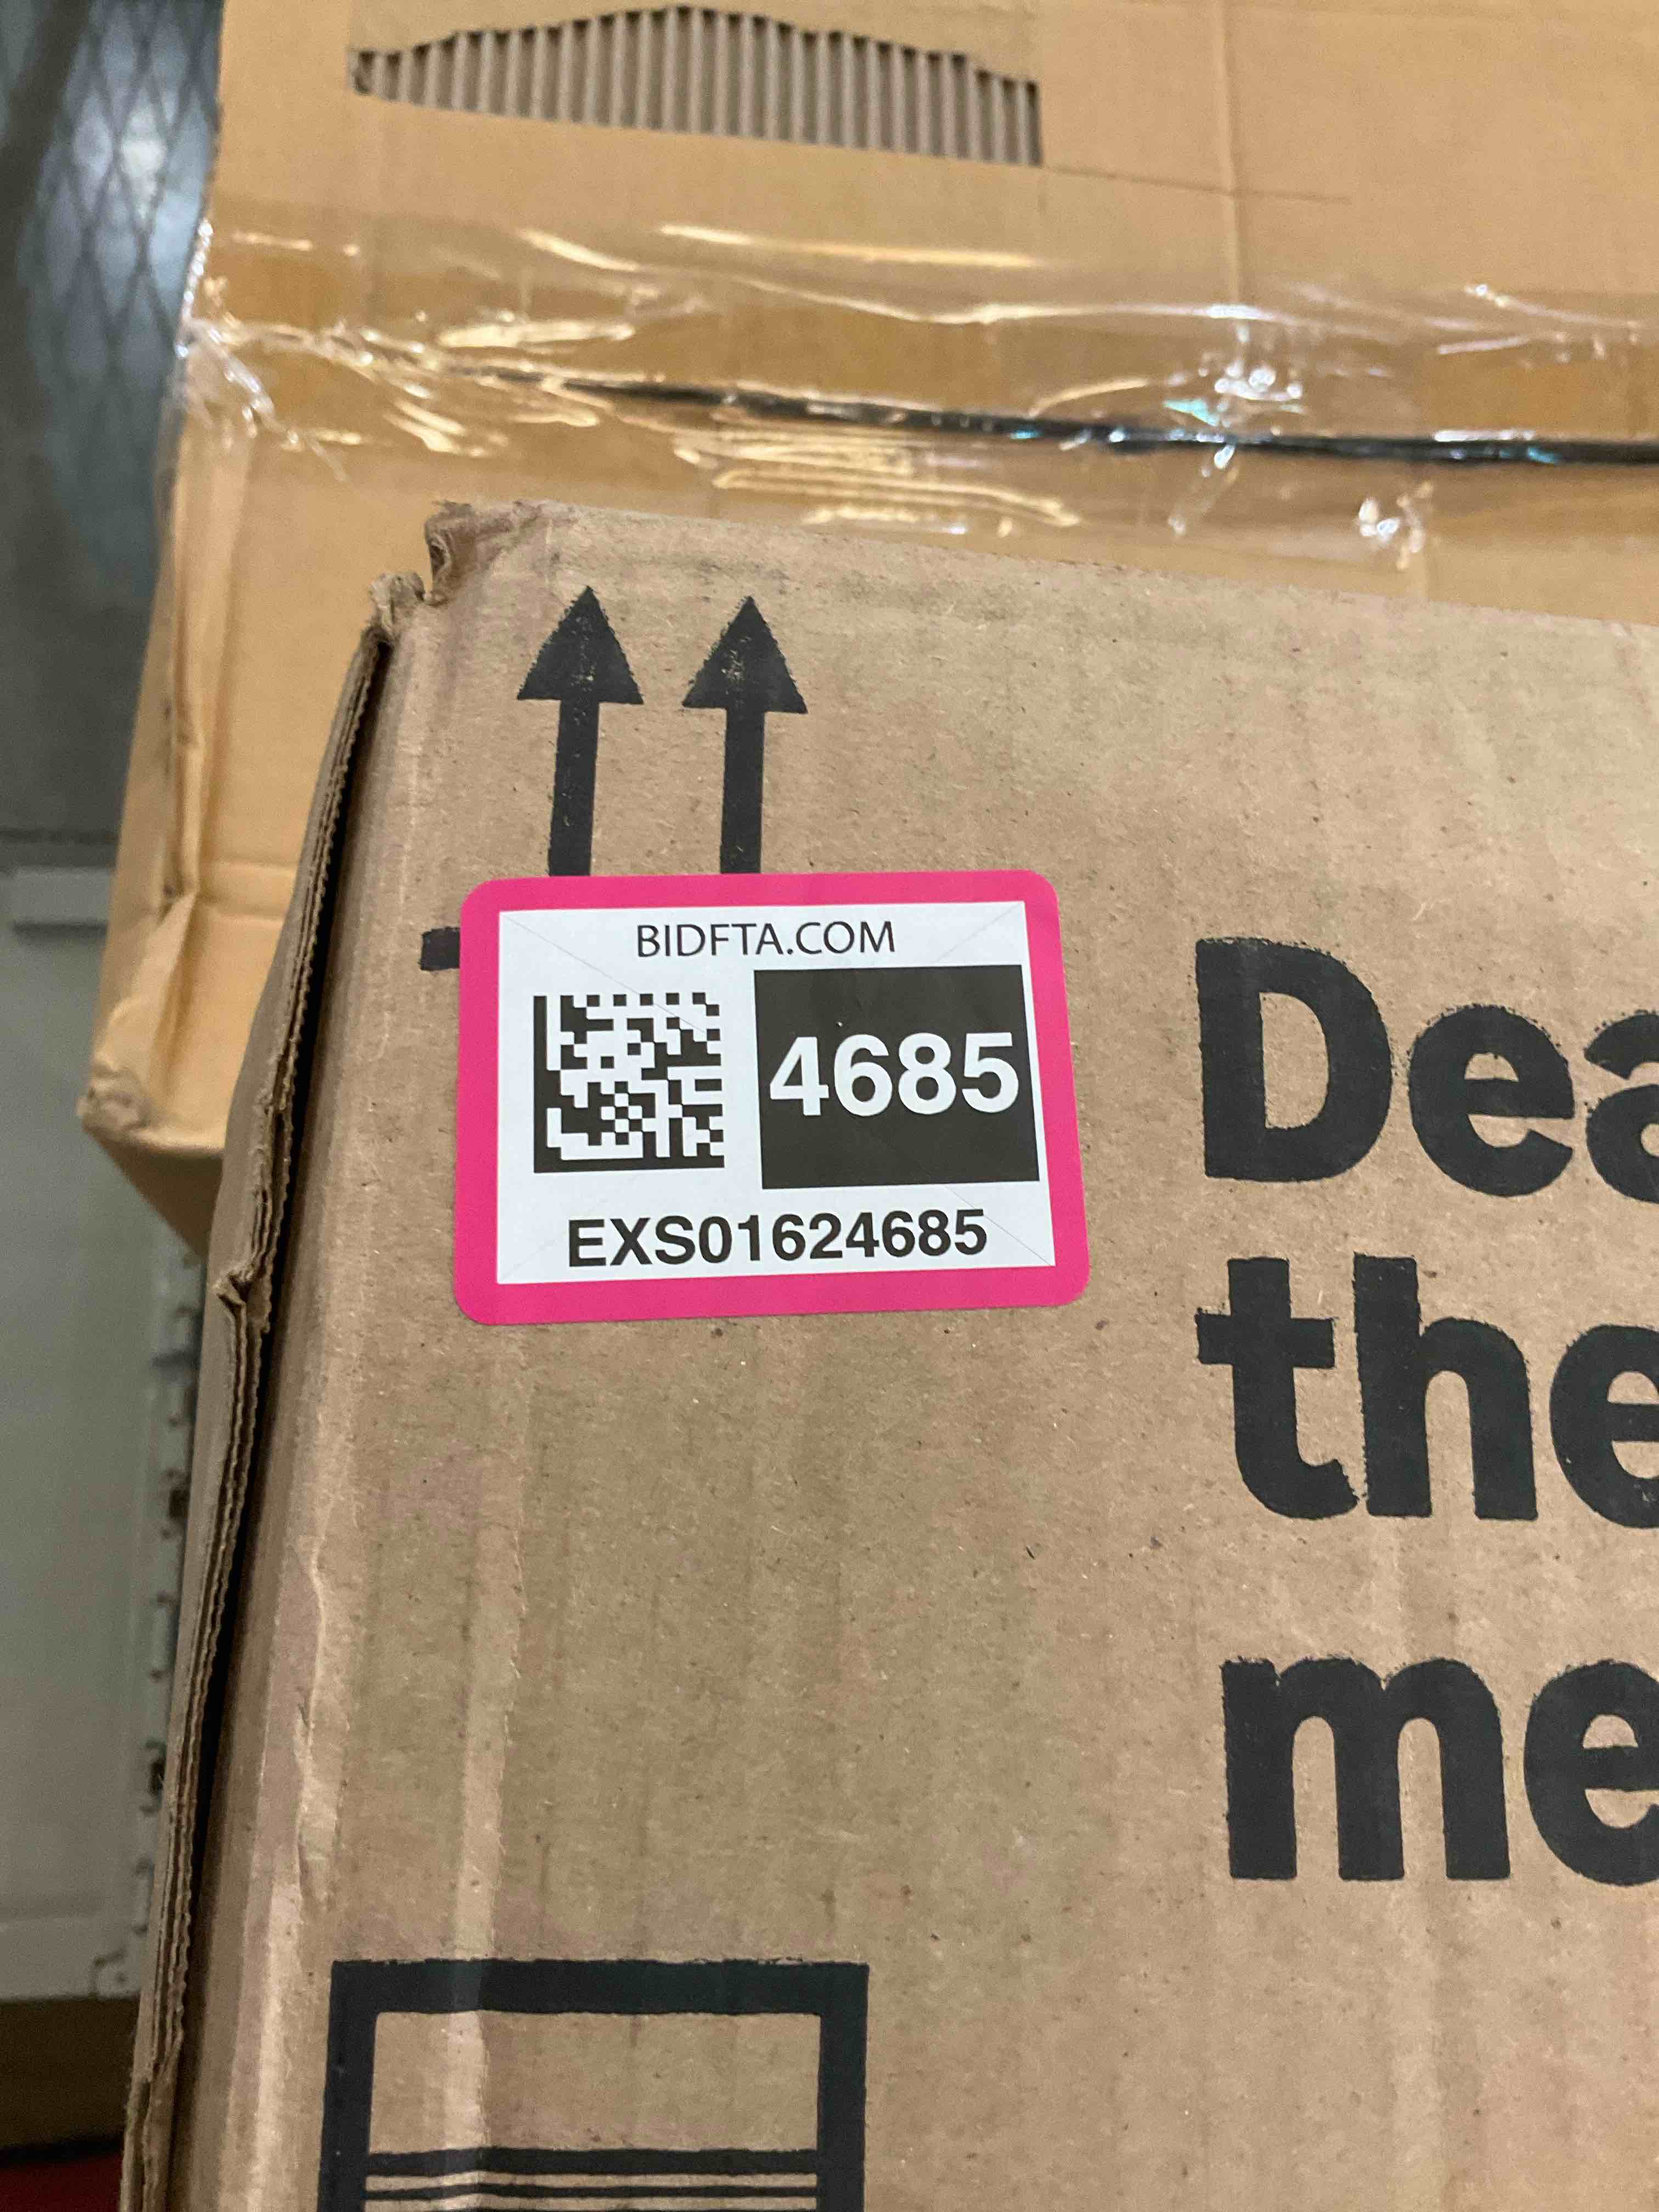 BIDFTA.COM
4685
EXS01624685
Dea
the
me